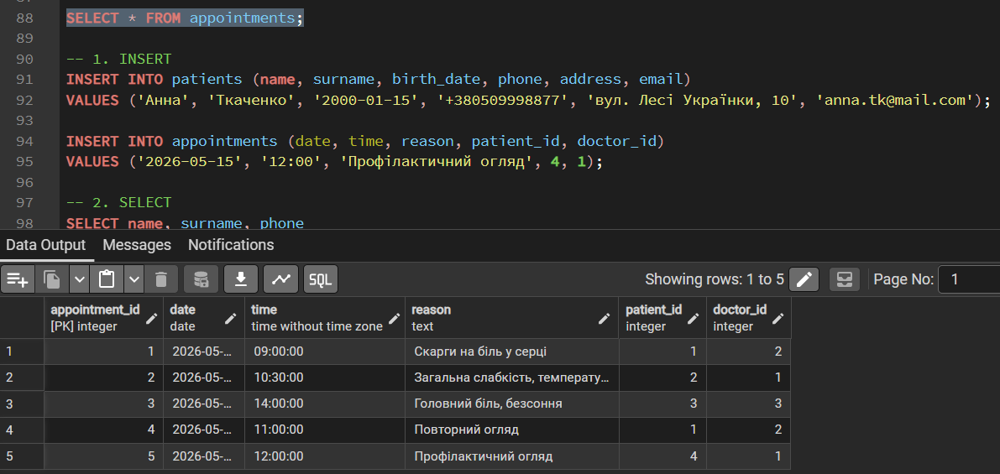 88 SELECT * FROM appointments;
89
90 -- 1. INSERT
91 INSERT INTO patients (name, surname, birth_date, phone, address, email)
92 VALUES ('Анна', 'Ткаченко', '2000-01-15', '+380509998877', 'вул. Лесі Українки, 10', 'anna.tk@mail.com');
93
94 INSERT INTO appointments (date, time, reason, patient_id, doctor_id)
95 VALUES ('2026-05-15', '12:00', 'Профілактичний огляд', 4, 1);
96
97 -- 2. SELECT
98 SELECT name, surname, phone
Data Output Messages Notifications
SQL Showing rows: 1 to 5 Page No: 1
appointment_id date time reason patient_id doctor_id
[PK] integer date time without time zone text integer integer
1 1 2026-05-... 09:00:00 Скарги на біль у серці 1 2
2 2 2026-05-... 10:30:00 Загальна слабкість, температу... 2 1
3 3 2026-05-... 14:00:00 Головний біль, безсоння 3 3
4 4 2026-05-... 11:00:00 Повторний огляд 1 2
5 5 2026-05-... 12:00:00 Профілактичний огляд 4 1